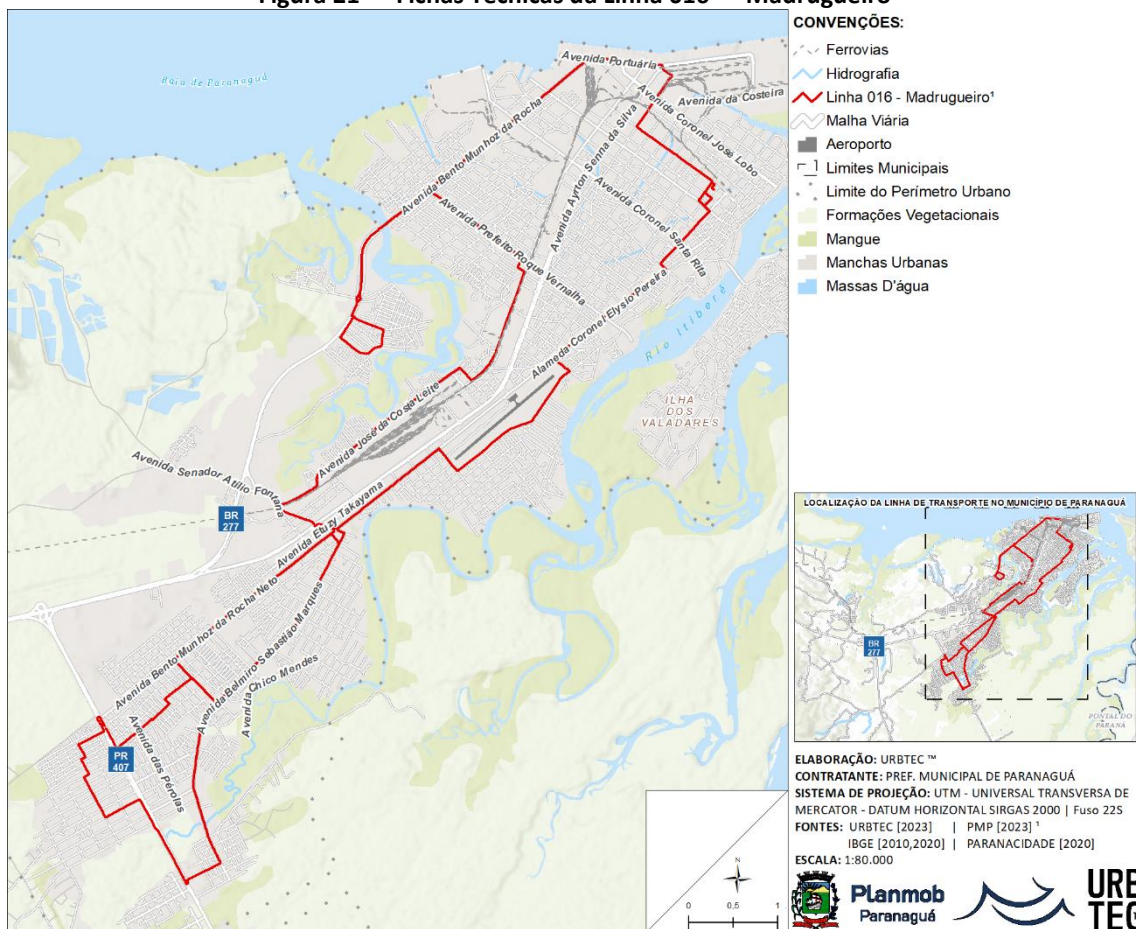 Figura 21 — Fichas Técnicas da Linha 016 — Madrugueiro
CONVENÇÕES:
Ferrovias
Hidrografia
Linha 016 - Madrugueiro¹
Malha Viária
Aeroporto
Limites Municipais
Limite do Perímetro Urbano
Formações Vegetacionais
Mangue
Manchas Urbanas
Massas D'água
Baía de Paranaguá
Avenida Portuária
Avenida da Costeira
Avenida Bento Munhoz da Rocha
Avenida Coronel José Lobo
Avenida Ayrton Senna da Silva
Avenida Coronel Santa Rita
Avenida Prefeito Roque Vernalha
Alameda Coronel Elysio Pereira
Rio Itiberê
ILHA
DOS
VALADARES
Avenida José da Costa Leite
Avenida Senador Atílio Fontana
BR
277
Avenida Etuzy Takayama
Avenida Bento Munhoz da Rocha Neto
Avenida Belmiro Sebastião Marques
Avenida Chico Mendes
Avenida das Pérolas
PR
407
LOCALIZAÇÃO DA LINHA DE TRANSPORTE NO MUNICÍPIO DE PARANAGUÁ
BR
277
PONTAL DO
PARANÁ
N
0 0,5 1
ELABORAÇÃO: URBTEC ™
CONTRATANTE: PREF. MUNICIPAL DE PARANAGUÁ
SISTEMA DE PROJEÇÃO: UTM - UNIVERSAL TRANSVERSA DE
MERCATOR - DATUM HORIZONTAL SIRGAS 2000 | Fuso 22S
FONTES: URBTEC [2023] | PMP [2023] ¹
IBGE [2010,2020] | PARANACIDADE [2020]
ESCALA: 1:80.000
Planmob
Paranaguá
URB
TEC